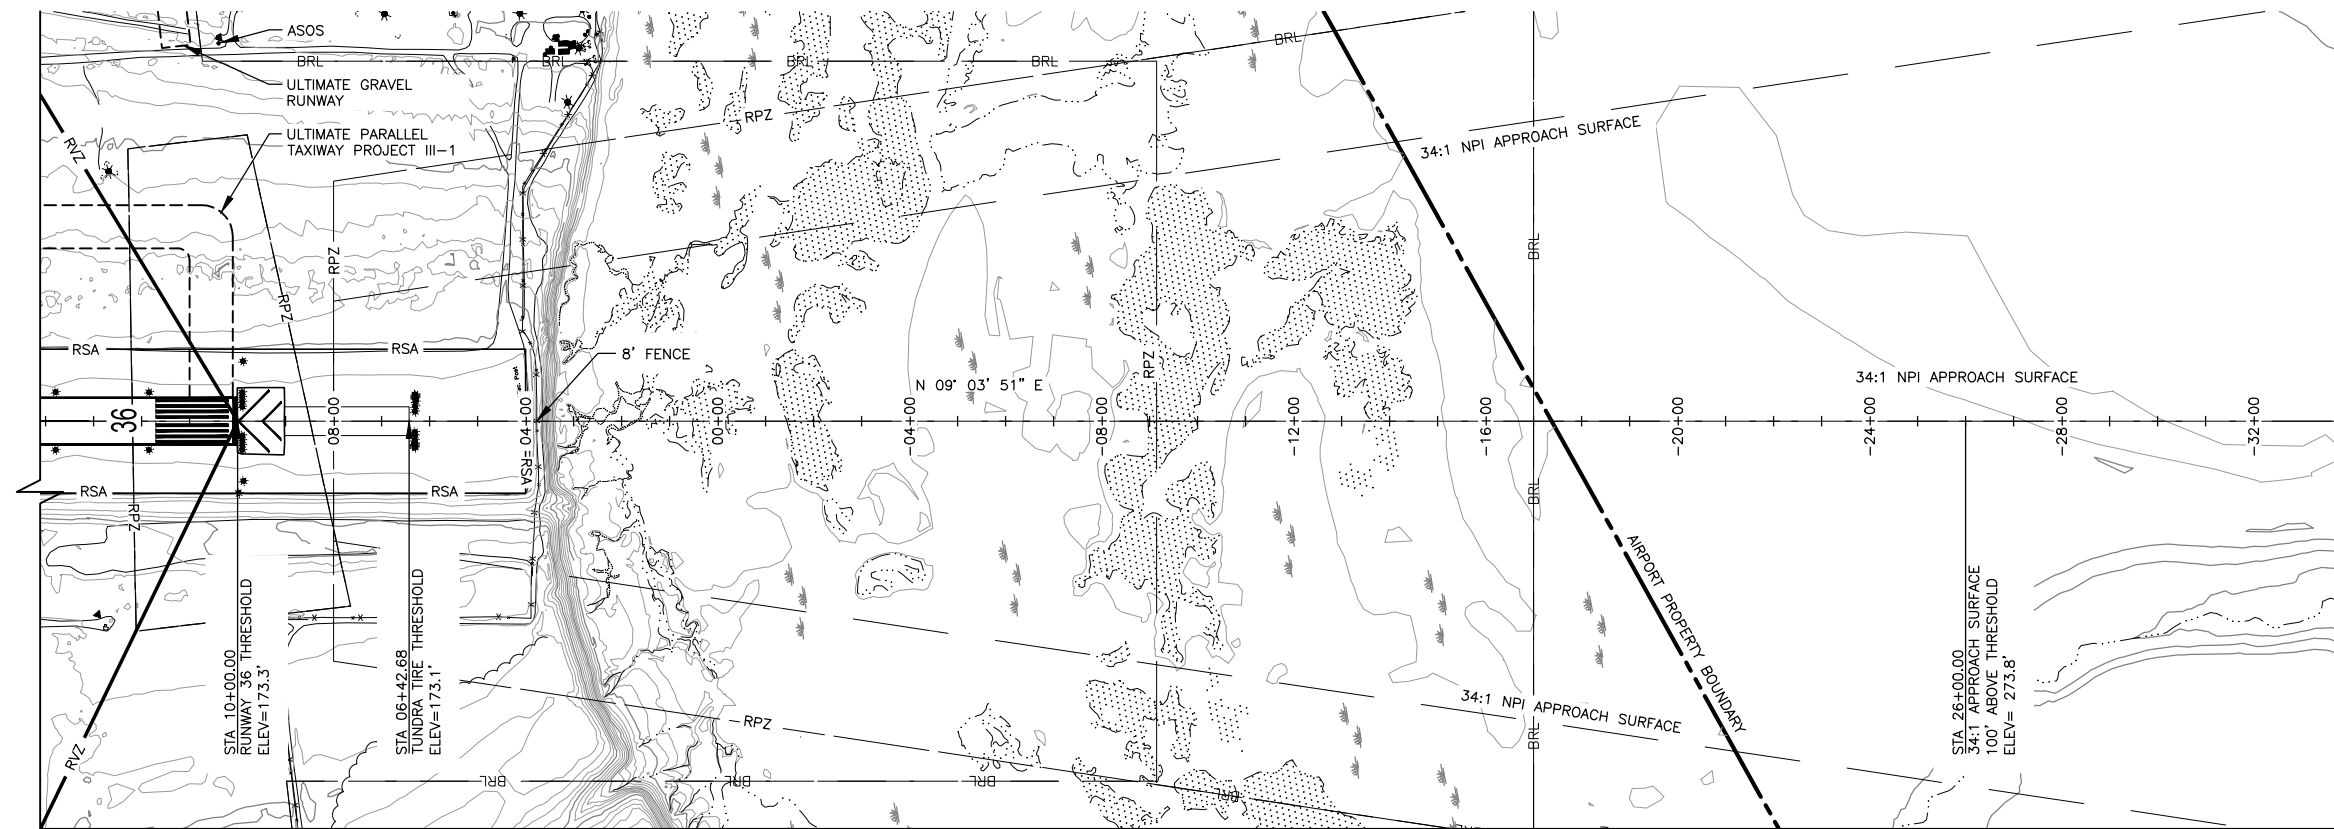 ASOS
BRL
BRL
BRL
BRL
BRL
ULTIMATE GRAVEL
RUNWAY
RPZ
ULTIMATE PARALLEL
TAXIWAY PROJECT III-1
RVZ
34:1 NPI APPROACH SURFACE
RPZ
BRL
RPZ
RSA
RSA
8' FENCE
RPZ
34:1 NPI APPROACH SURFACE
N 09° 03' 51" E
36
08+00
04+00
00+00
-04+00
-08+00
-12+00
-16+00
-20+00
-24+00
-28+00
-32+00
RSA
RSA
RSA
RPZ
BRL
AIRPORT PROPERTY BOUNDARY
STA 10+00.00
RUNWAY 36 THRESHOLD
ELEV=173.3'
STA 06+42.68
TUNDRA TIRE THRESHOLD
ELEV=173.1'
STA 26+00.00
34:1 APPROACH SURFACE
100' ABOVE THRESHOLD
ELEV= 273.8'
34:1 NPI APPROACH SURFACE
RPZ
BRL
RVZ
BRL
BRL
BRL
BRL